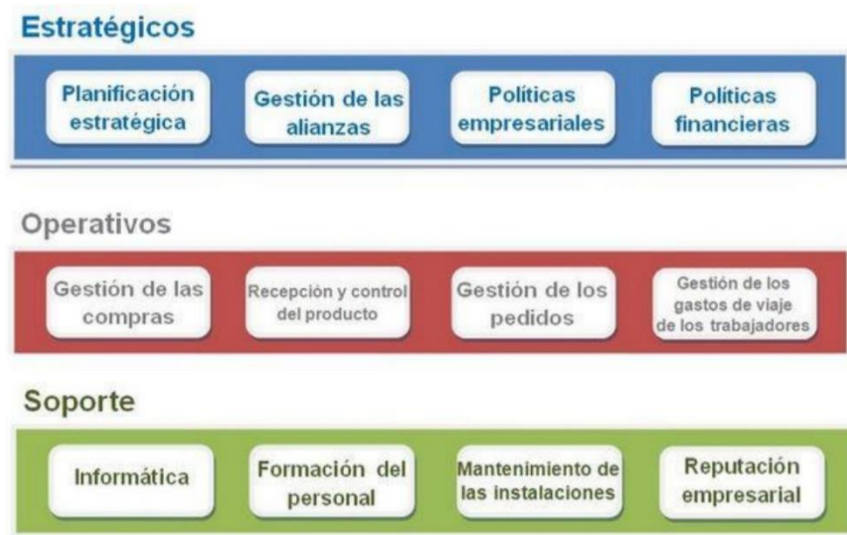 Estratégicos
Planificación
estratégica
Gestión de las
alianzas
Políticas
empresariales
Políticas
financieras
Operativos
Gestión de las
compras
Recepción y control
del producto
Gestión de los
pedidos
Gestión de los
gastos de viaje
de los trabajadores
Soporte
Informática
Formación del
personal
Mantenimiento de
las instalaciones
Reputación
empresarial